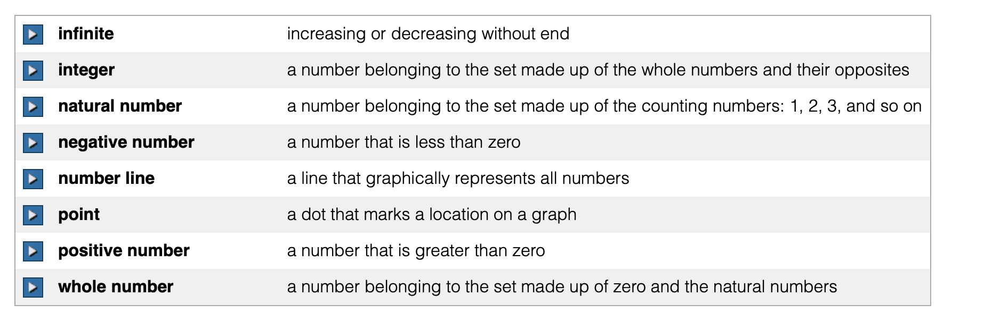 infinite increasing or decreasing without end
integer a number belonging to the set made up of the whole numbers and their opposites
natural number a number belonging to the set made up of the counting numbers: 1, 2, 3, and so on
negative number a number that is less than zero
number line a line that graphically represents all numbers
point a dot that marks a location on a graph
positive number a number that is greater than zero
whole number a number belonging to the set made up of zero and the natural numbers